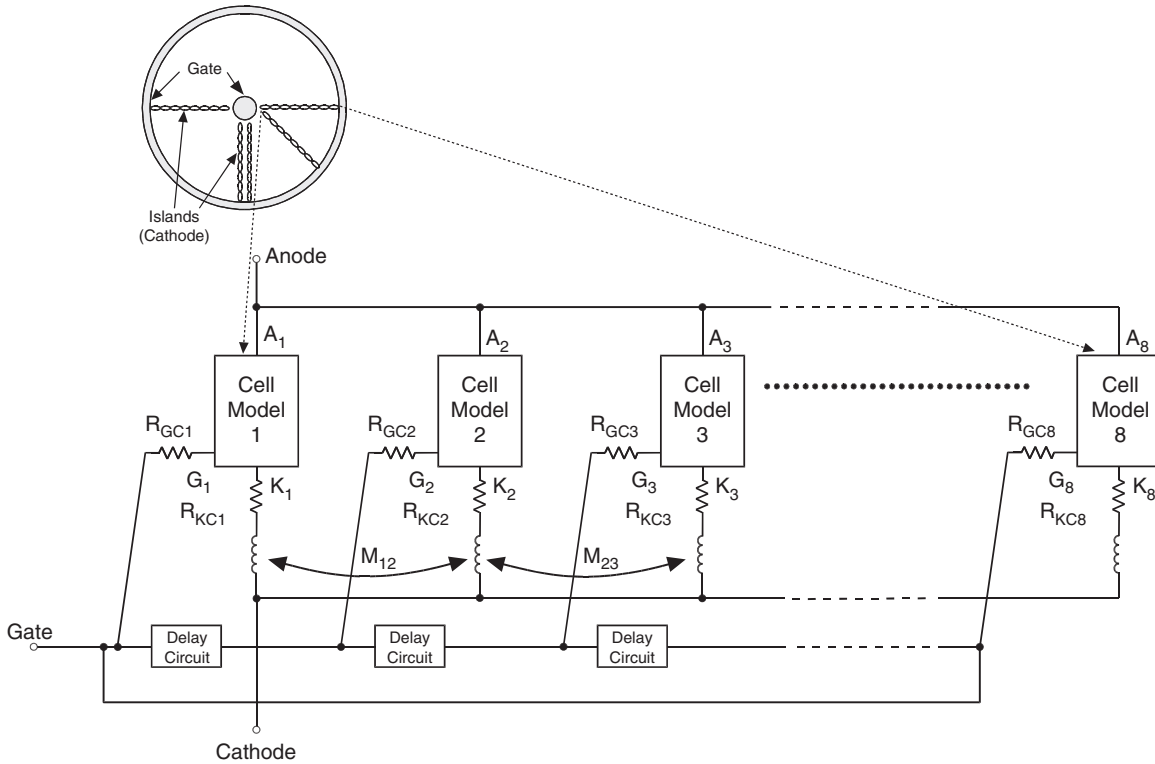 Gate
Islands
(Cathode)
Anode
A1 A2 A3 A8
Cell
Model
1
Cell
Model
2
Cell
Model
3
Cell
Model
8
RGC1 RGC2 RGC3 RGC8
G1 K1 G2 K2 G3 K3 G8 K8
RKC1 RKC2 RKC3 RKC8
M12 M23
Gate
Delay
Circuit
Delay
Circuit
Delay
Circuit
Cathode